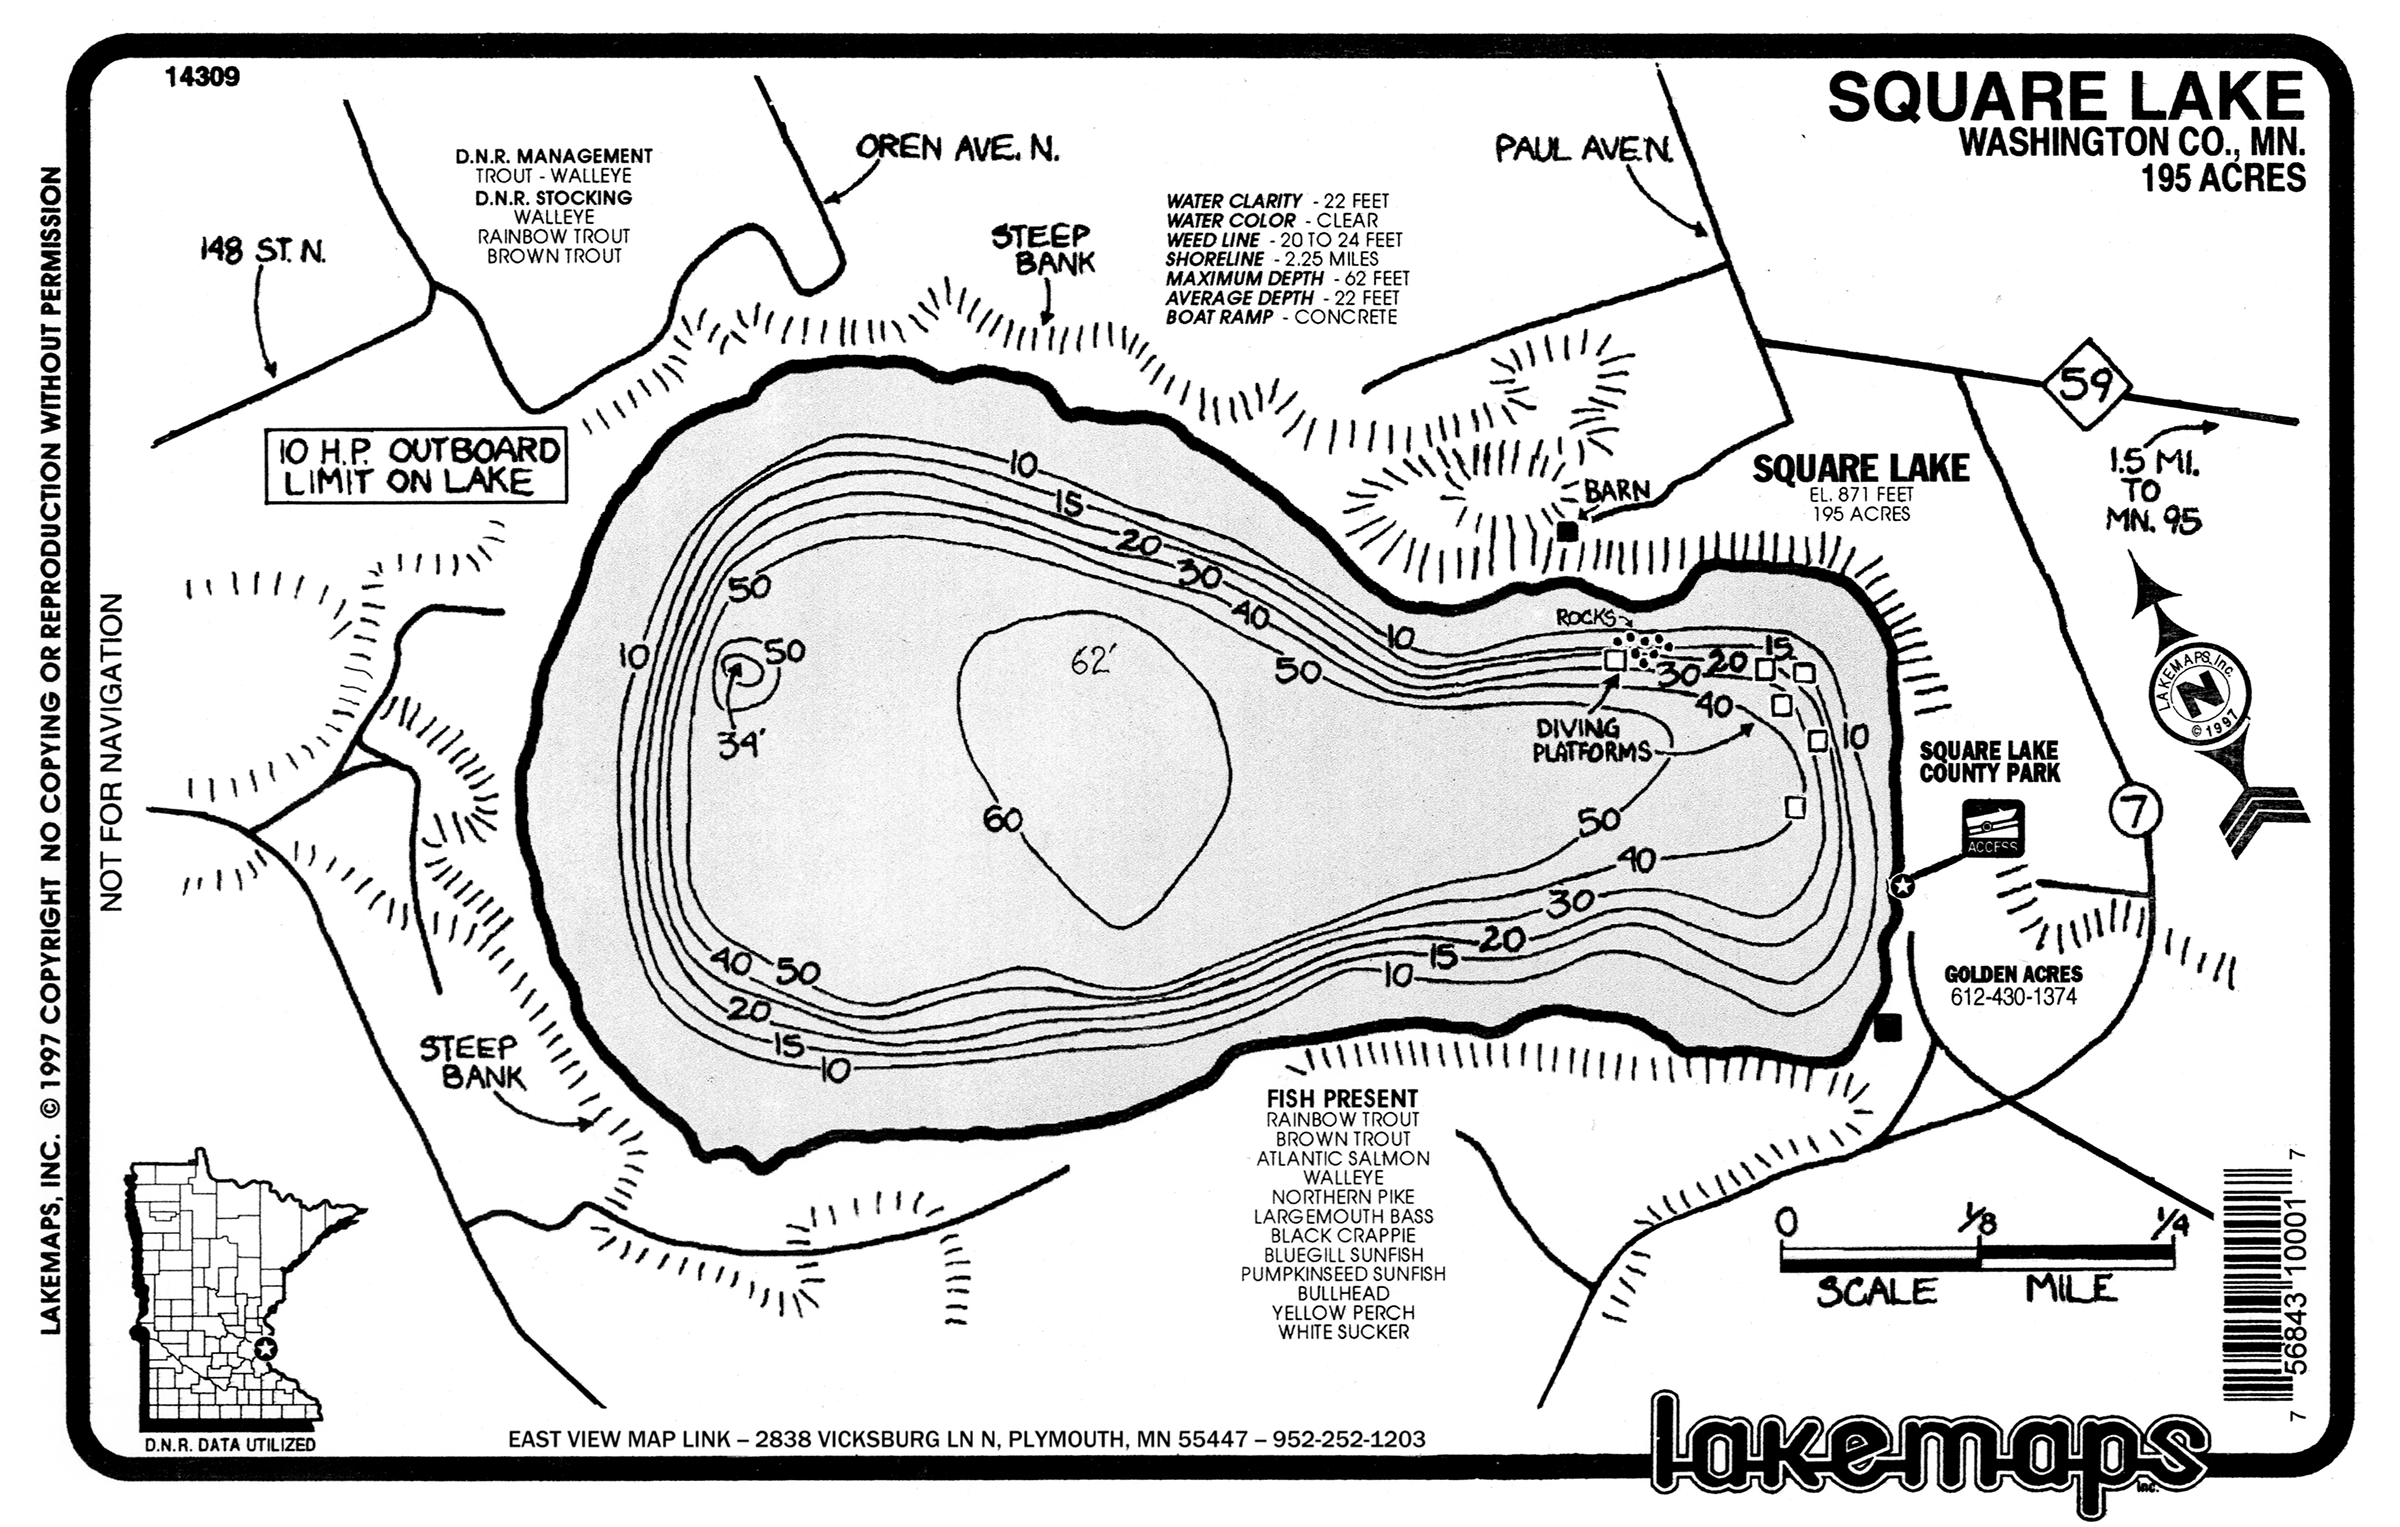 14309
SQUARE LAKE
WASHINGTON CO., MN.
195 ACRES
D.N.R. MANAGEMENT
TROUT - WALLEYE
D.N.R. STOCKING
WALLEYE
RAINBOW TROUT
BROWN TROUT
OREN AVE. N.
PAUL AVE N.
148 ST. N.
STEEP
BANK
WATER CLARITY - 22 FEET
WATER COLOR - CLEAR
WEED LINE - 20 TO 24 FEET
SHORELINE - 2.25 MILES
MAXIMUM DEPTH - 62 FEET
AVERAGE DEPTH - 22 FEET
BOAT RAMP - CONCRETE
59
1.5 MI.
TO
MN. 95
10 H.P. OUTBOARD
LIMIT ON LAKE
SQUARE LAKE
EL. 871 FEET
195 ACRES
BARN
10
15
20
30
40
50
50
10
50
34'
62'
60
50
10
ROCKS
15
20
30
40
10
DIVING
PLATFORMS
50
40
30
20
15
10
40
50
20
15
10
LAKEMAPS, Inc.
N
© 1997
SQUARE LAKE
COUNTY PARK
ACCESS
7
GOLDEN ACRES
612-430-1374
STEEP
BANK
FISH PRESENT
RAINBOW TROUT
BROWN TROUT
ATLANTIC SALMON
WALLEYE
NORTHERN PIKE
LARGEMOUTH BASS
BLACK CRAPPIE
BLUEGILL SUNFISH
PUMPKINSEED SUNFISH
BULLHEAD
YELLOW PERCH
WHITE SUCKER
0 1/8 1/4
SCALE MILE
7 56843 10001 7
D.N.R. DATA UTILIZED
EAST VIEW MAP LINK – 2838 VICKSBURG LN N, PLYMOUTH, MN 55447 – 952-252-1203
lakemaps inc.
LAKEMAPS, INC. © 1997 COPYRIGHT NO COPYING OR REPRODUCTION WITHOUT PERMISSION
NOT FOR NAVIGATION